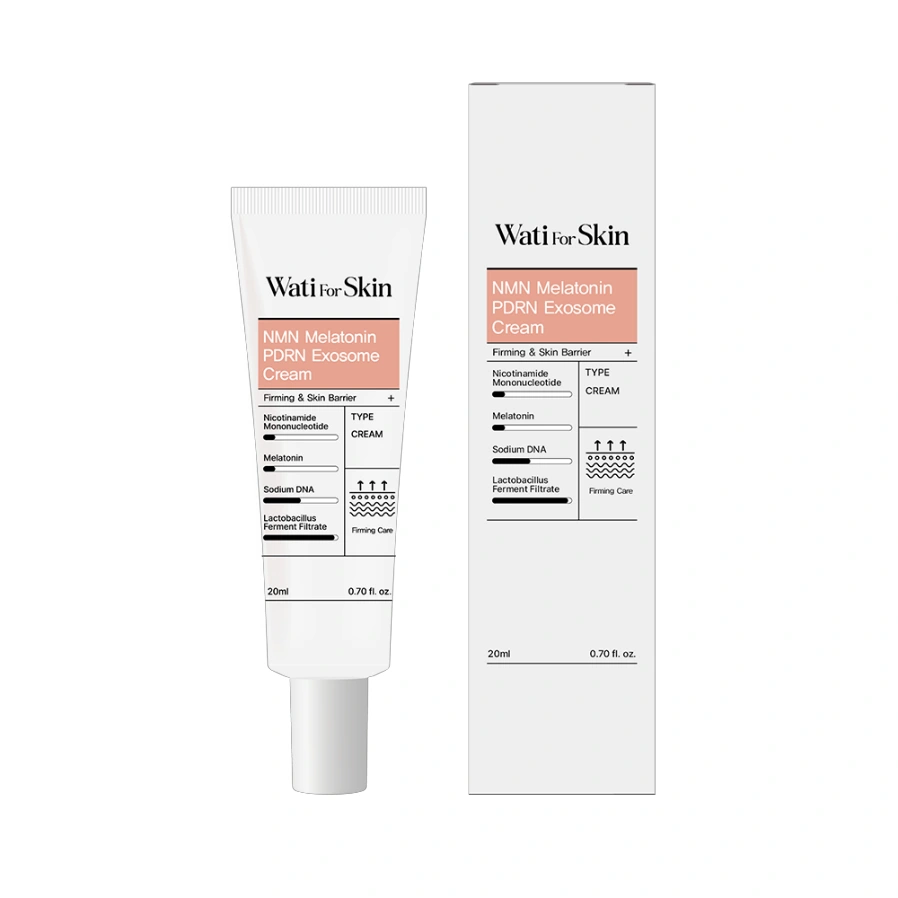 Wati For Skin
NMN Melatonin
PDRN Exosome
Cream
Firming & Skin Barrier +
Nicotinamide
Mononucleotide
Melatonin
Sodium DNA
Lactobacillus
Ferment Filtrate
TYPE
CREAM
Firming Care
20ml 0.70 fl. oz.
Wati For Skin
NMN Melatonin
PDRN Exosome
Cream
Firming & Skin Barrier +
Nicotinamide
Mononucleotide
Melatonin
Sodium DNA
Lactobacillus
Ferment Filtrate
TYPE
CREAM
Firming Care
20ml 0.70 fl. oz.